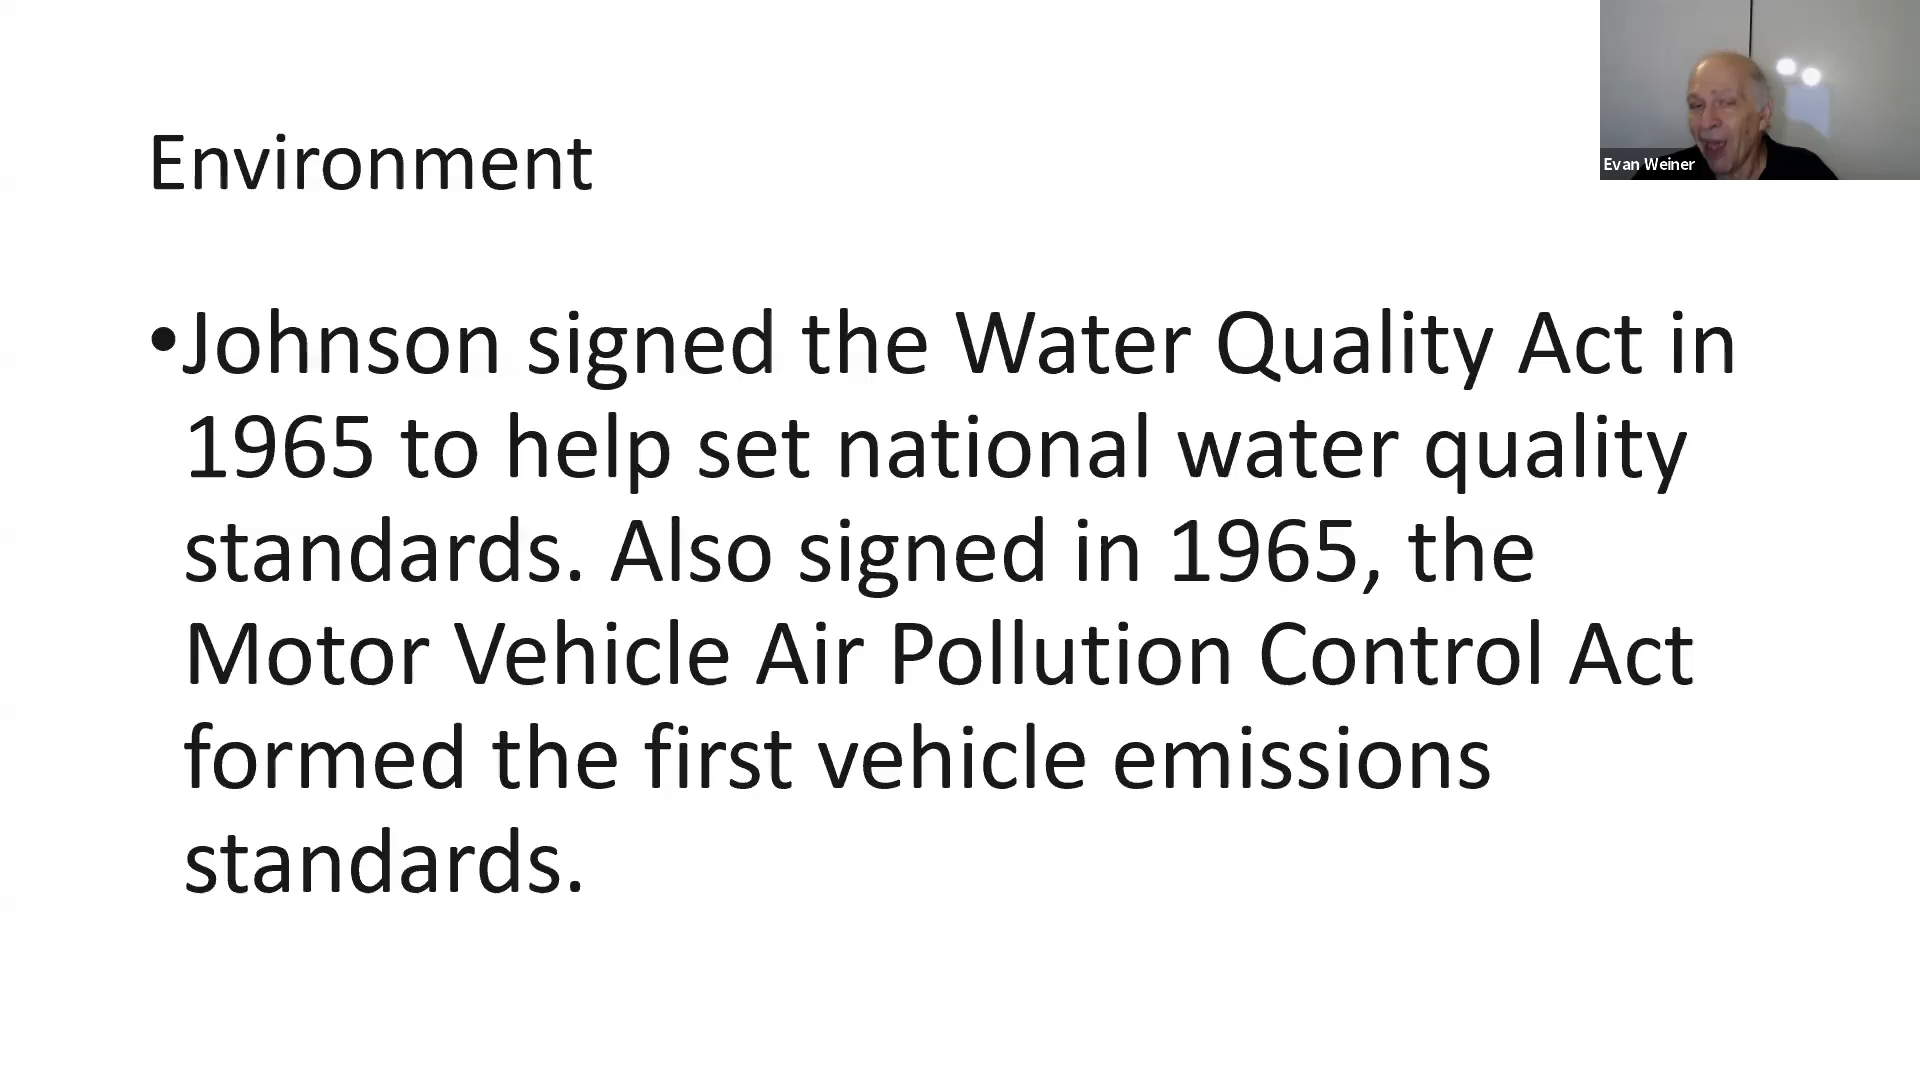 Environment
Evan Weiner
•Johnson signed the Water Quality Act in
1965 to help set national water quality
standards. Also signed in 1965, the
Motor Vehicle Air Pollution Control Act
formed the first vehicle emissions
standards.